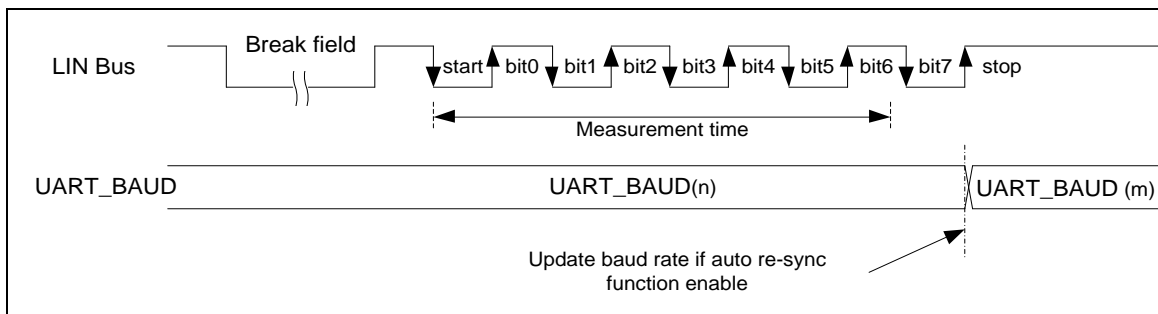 Break field
LIN Bus
start bit0 bit1 bit2 bit3 bit4 bit5 bit6 bit7 stop
Measurement time
UART_BAUD UART_BAUD(n) UART_BAUD (m)
Update baud rate if auto re-sync
function enable